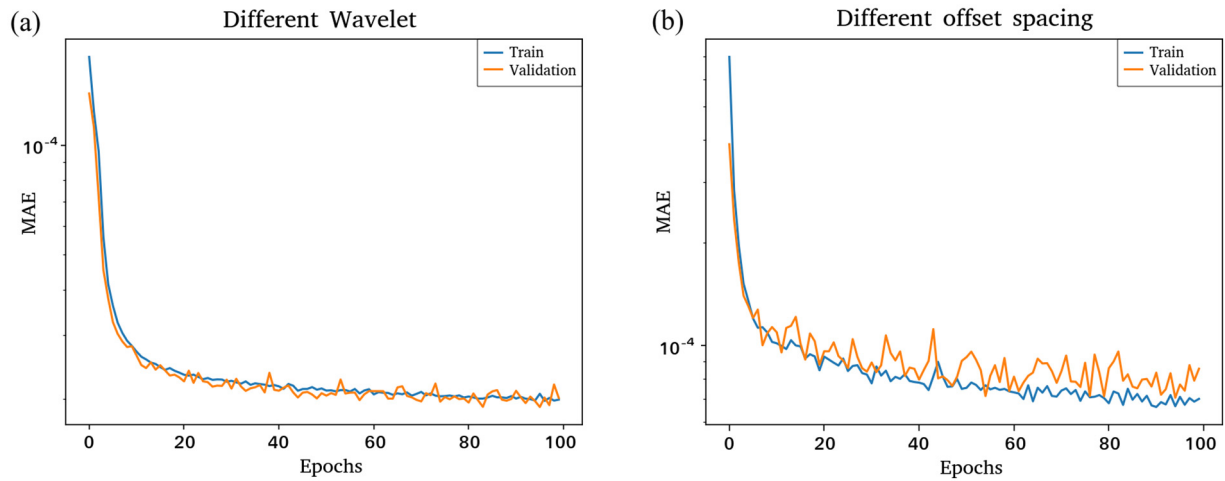 (a)
Different Wavelet
Train
Validation
10⁻⁴
MAE
0 20 40 60 80 100
Epochs
(b)
Different offset spacing
Train
Validation
10⁻⁴
MAE
0 20 40 60 80 100
Epochs